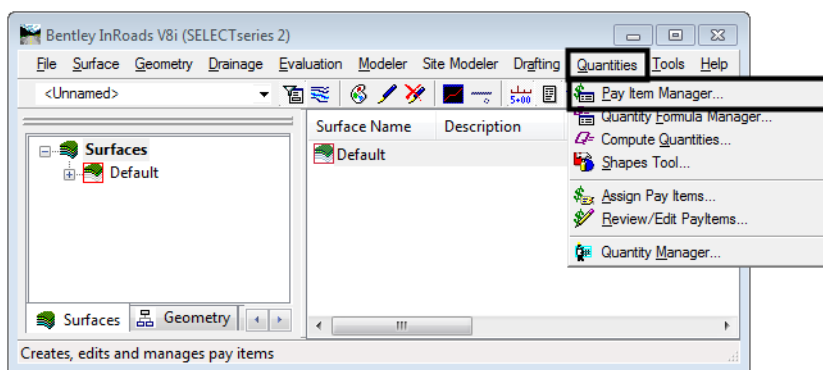 Bentley InRoads V8i (SELECTseries 2)
File Surface Geometry Drainage Evaluation Modeler Site Modeler Drafting Quantities Tools Help
<Unnamed>
5+00
Pay Item Manager...
Quantity Formula Manager...
Compute Quantities...
Shapes Tool...
Assign Pay Items...
Review/Edit PayItems...
Quantity Manager...
Surfaces
Default
Surface Name Description
Default
Surfaces Geometry
Creates, edits and manages pay items